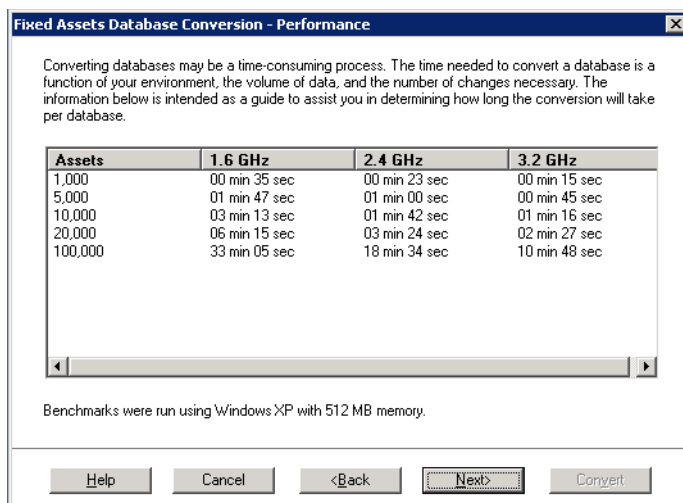 Fixed Assets Database Conversion - Performance
Converting databases may be a time-consuming process. The time needed to convert a database is a
function of your environment, the volume of data, and the number of changes necessary. The
information below is intended as a guide to assist you in determining how long the conversion will take
per database.
Assets 1.6 GHz 2.4 GHz 3.2 GHz
1,000 00 min 35 sec 00 min 23 sec 00 min 15 sec
5,000 01 min 47 sec 01 min 00 sec 00 min 45 sec
10,000 03 min 13 sec 01 min 42 sec 01 min 16 sec
20,000 06 min 15 sec 03 min 24 sec 02 min 27 sec
100,000 33 min 05 sec 18 min 34 sec 10 min 48 sec
Benchmarks were run using Windows XP with 512 MB memory.
Help Cancel <Back Next> Convert